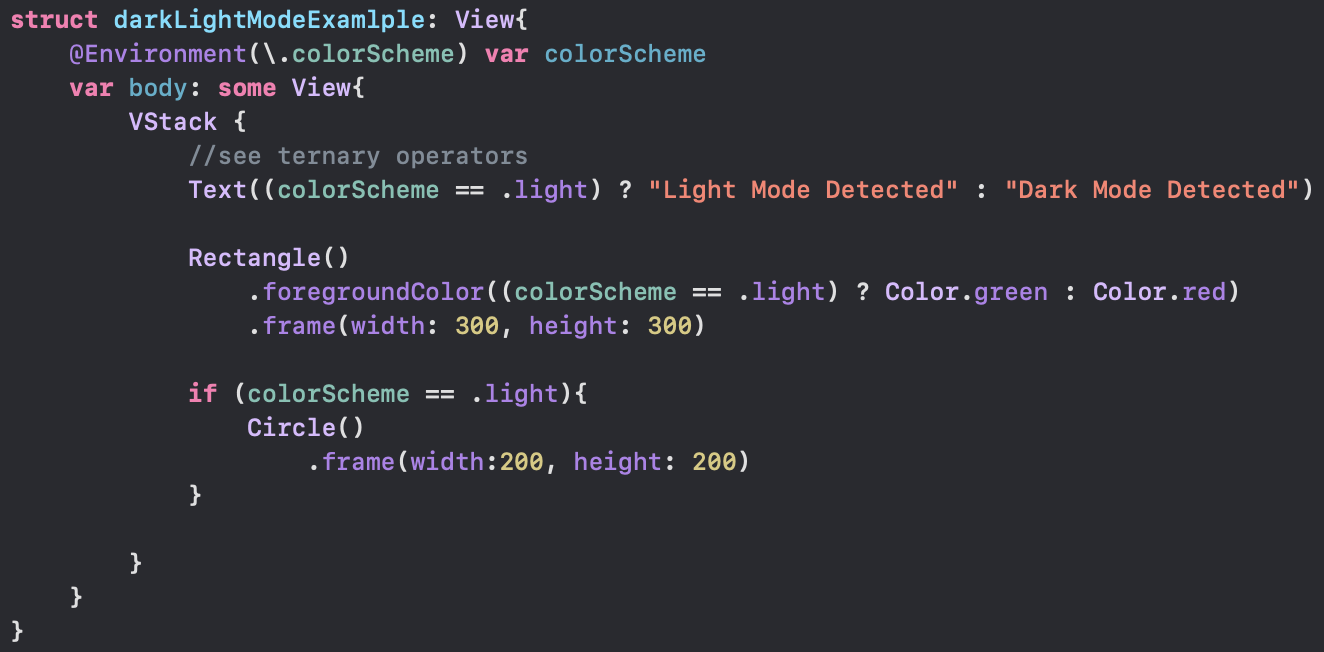 struct darkLightModeExamlple: View{
    @Environment(\.colorScheme) var colorScheme
    var body: some View{
        VStack {
            //see ternary operators
            Text((colorScheme == .light) ? "Light Mode Detected" : "Dark Mode Detected")

            Rectangle()
                .foregroundColor((colorScheme == .light) ? Color.green : Color.red)
                .frame(width: 300, height: 300)

            if (colorScheme == .light){
                Circle()
                    .frame(width:200, height: 200)
            }

        }
    }
}